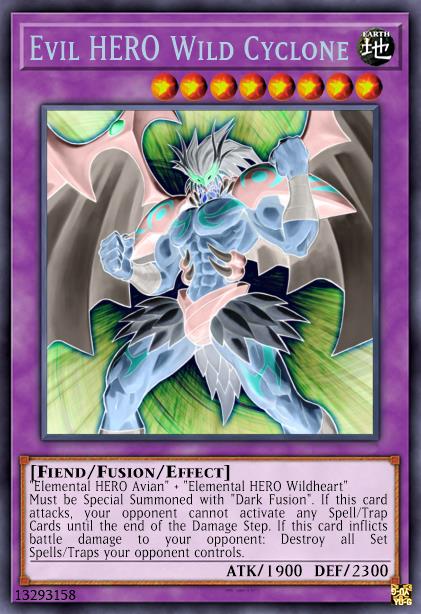 Evil HERO Wild Cyclone
EARTH
地
[Fiend/Fusion/Effect]
"Elemental HERO Avian" + "Elemental HERO Wildheart"
Must be Special Summoned with "Dark Fusion". If this card
attacks, your opponent cannot activate any Spell/Trap
Cards until the end of the Damage Step. If this card inflicts
battle damage to your opponent: Destroy all Set
Spells/Traps your opponent controls.
ATK/1900 DEF/2300
13293158